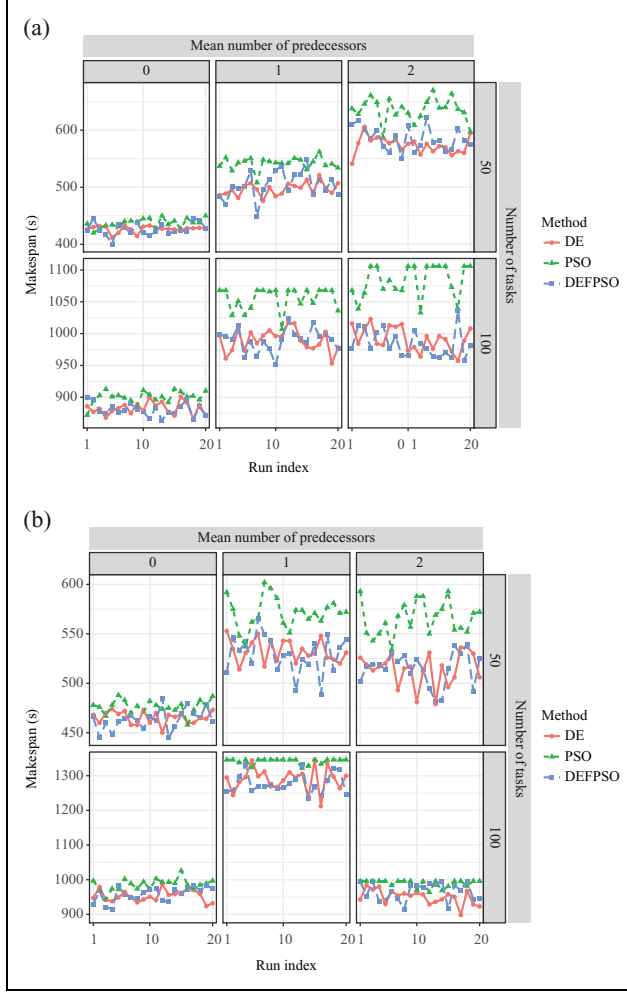 (a)
Mean number of predecessors
0 1 2
Makespan (s)
600
500
400
50
1100
1050
1000
950
900
100
Number of tasks
Method
DE
PSO
DEFPSO
1 10 20 1 10 20 1 0 1 20
Run index
(b)
Mean number of predecessors
0 1 2
Makespan (s)
600
550
500
450
50
1300
1200
1100
1000
900
100
Number of tasks
Method
DE
PSO
DEFPSO
1 10 20 1 10 20 1 10 20
Run index